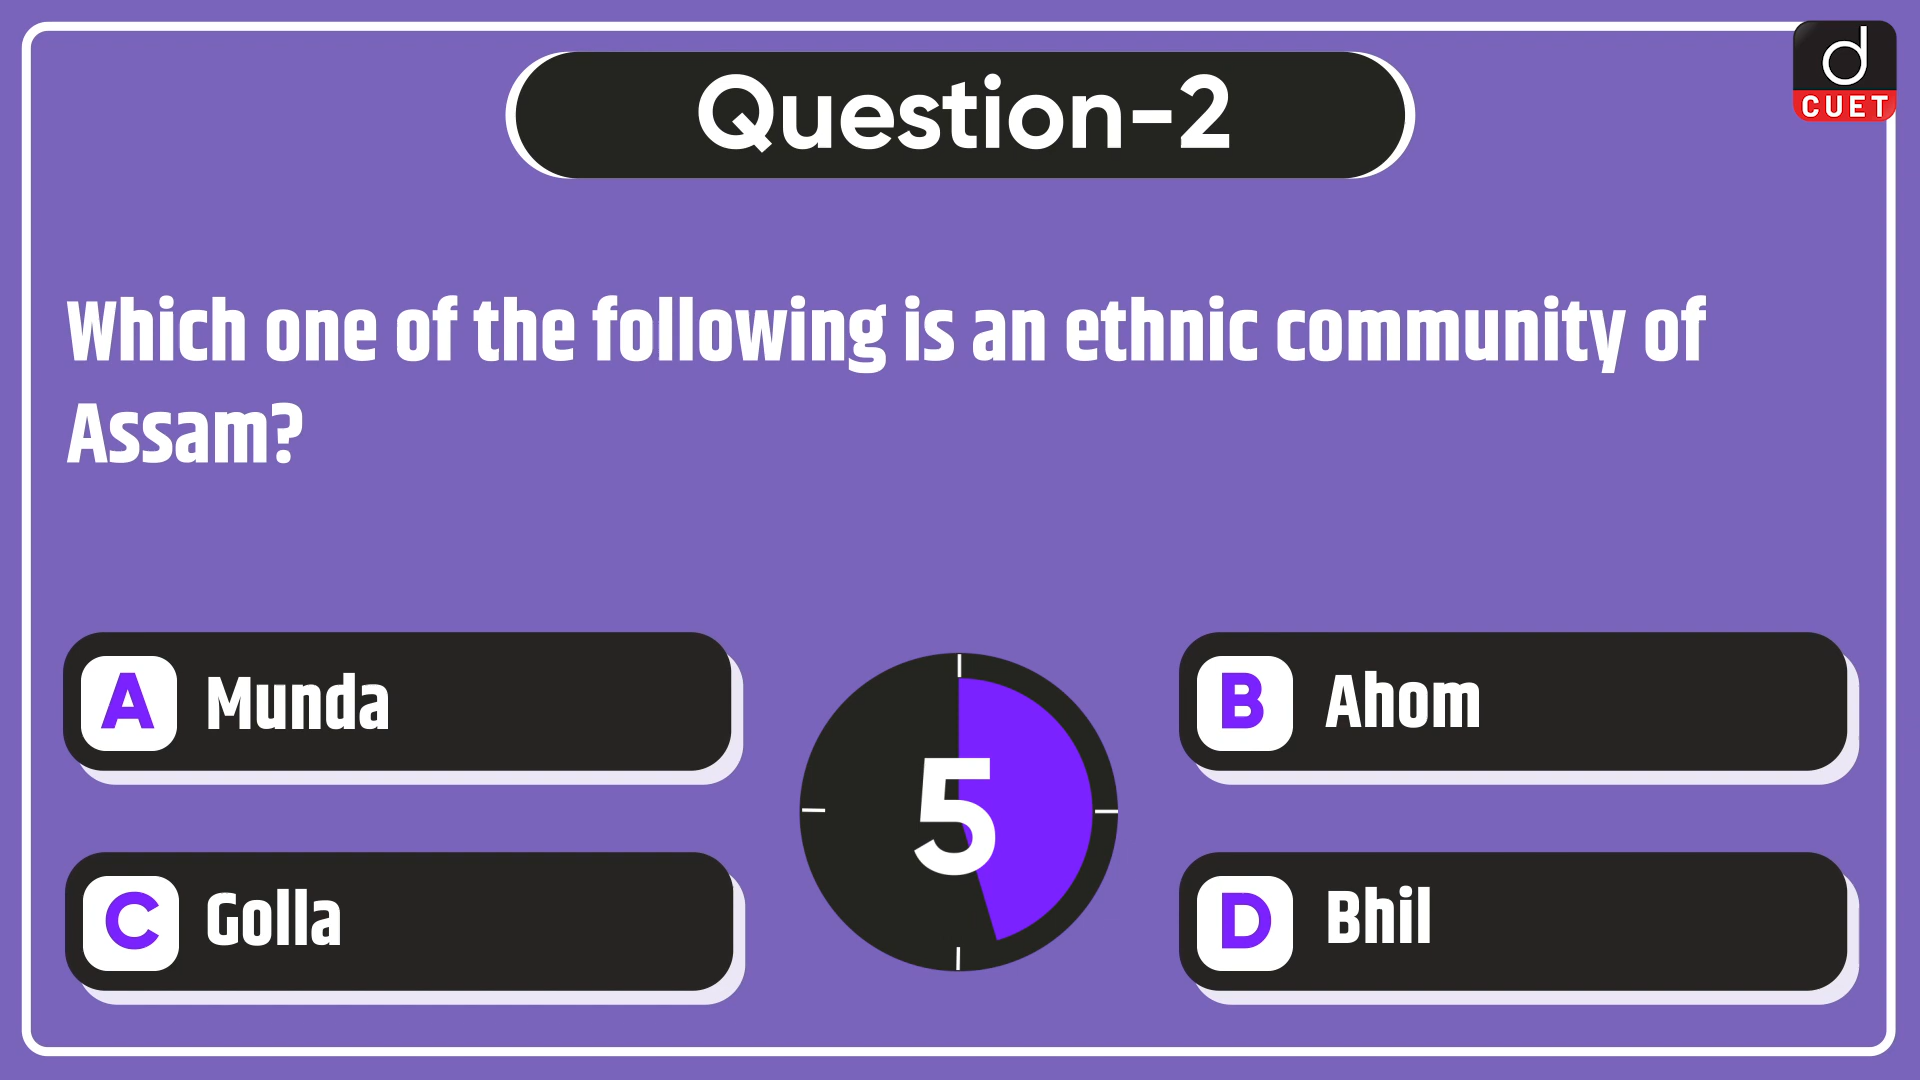 Question-2
d
CUET
Which one of the following is an ethnic community of
Assam?
A Munda
B Ahom
5
C Golla
D Bhil